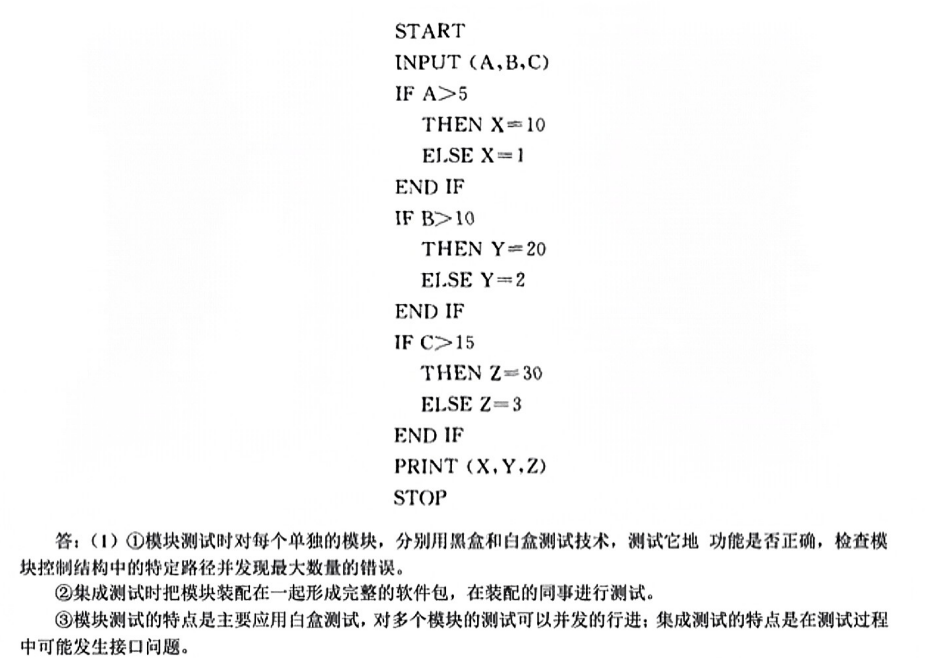 START
INPUT (A,B,C)
IF A>5
THEN X=10
ELSE X=1
END IF
IF B>10
THEN Y=20
ELSE Y=2
END IF
IF C>15
THEN Z=30
ELSE Z=3
END IF
PRINT (X,Y,Z)
STOP
答：（1）①模块测试时对每个单独的模块，分别用黑盒和白盒测试技术，测试它地 功能是否正确，检查模
块控制结构中的特定路径并发现最大数量的错误。
②集成测试时把模块装配在一起形成完整的软件包，在装配的同事进行测试。
③模块测试的特点是主要应用白盒测试，对多个模块的测试可以并发的行进；集成测试的特点是在测试过程
中可能发生接口问题。